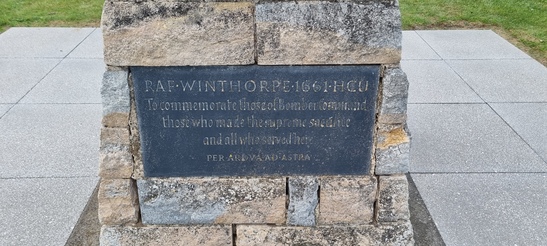 RAF·WINTHORPE·1661·HCU
To commemorate those of Bomber Command
those who made the supreme sacrifice
and all who served here
PER ARDVA AD ASTRA